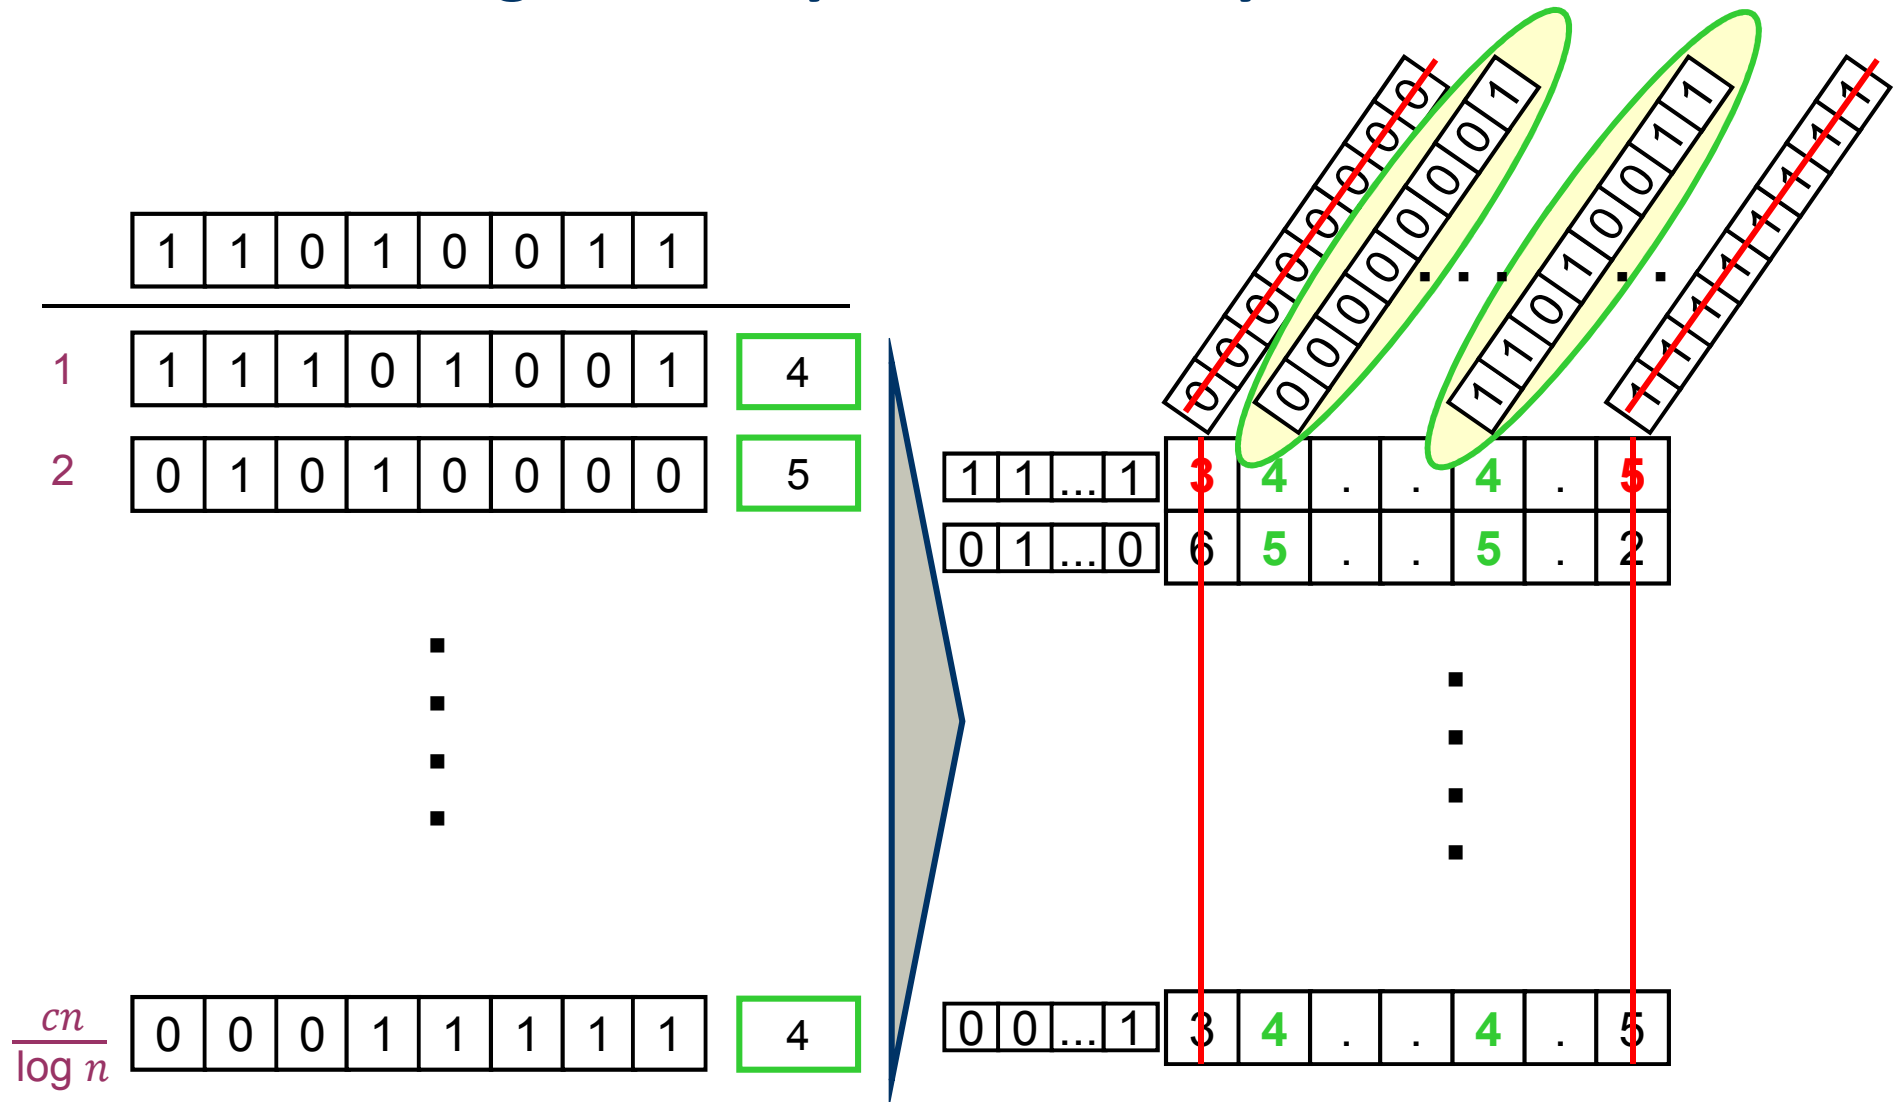 0 0 0 0 0 0 0 0
0 0 0 0 0 0 0 1
. . .
1 1 0 1 0 0 1 1
. .
1 1 1 1 1 1 1 1
1 1 0 1 0 0 1 1
1 1 1 1 0 1 0 0 1 4
2 0 1 0 1 0 0 0 0 5
cn
log n
0 0 0 1 1 1 1 1 4
1 1 ... 1 3 4 . . 4 . 5
0 1 ... 0 6 5 . . 5 . 2
0 0 ... 1 3 4 . . 4 . 5